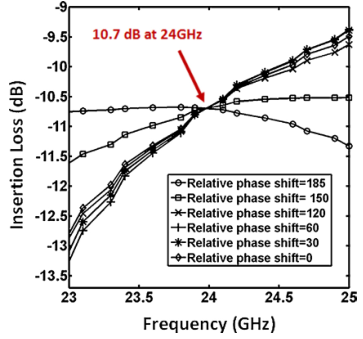 10.7 dB at 24GHz
Insertion Loss (dB)
-9
-9.5
-10
-10.5
-11
-11.5
-12
-12.5
-13
-13.5
Relative phase shift=185
Relative phase shift= 150
Relative phase shift=120
Relative phase shift=60
Relative phase shift=30
Relative phase shift=0
23 23.5 24 24.5 25
Frequency (GHz)